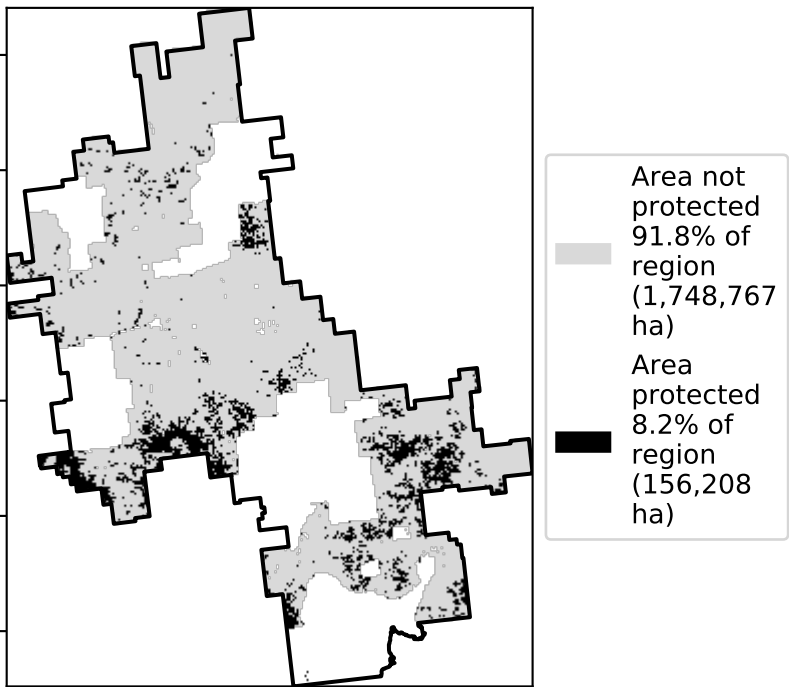 Area not
protected
91.8% of
region
(1,748,767
ha)
Area
protected
8.2% of
region
(156,208
ha)